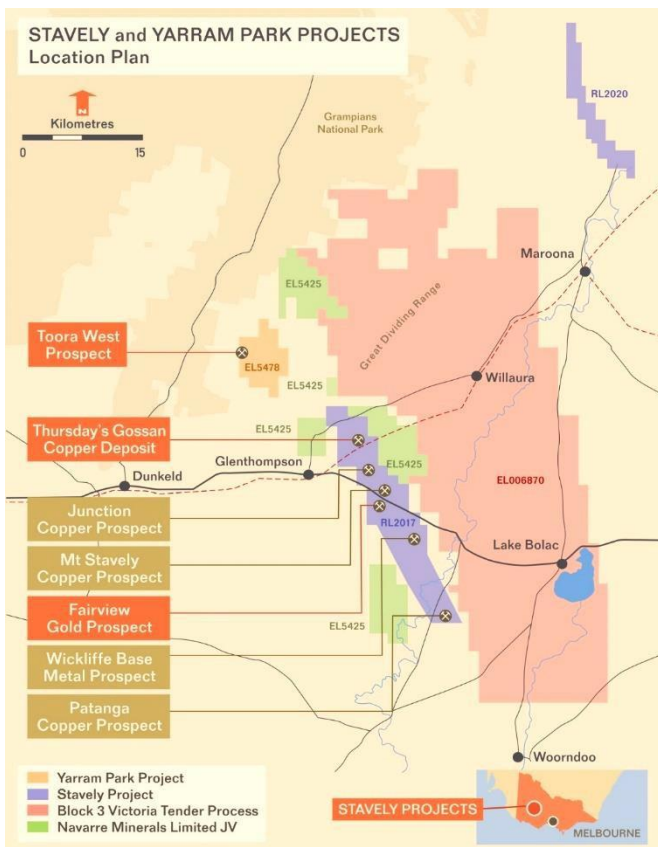 STAVELY and YARRAM PARK PROJECTS
Location Plan
N
Kilometres
0 15
Grampians
National Park
RL2020
Maroona
EL5425
Great Dividing Range
Toora West
Prospect
EL5478
Willaura
EL5425
Thursday's Gossan
Copper Deposit
EL5425
EL5425
Dunkeld
Glenthompson
EL006870
Junction
Copper Prospect
RL2017
Mt Stavely
Copper Prospect
Lake Bolac
Fairview
Gold Prospect
EL5425
Wickliffe Base
Metal Prospect
Patanga
Copper Prospect
Woorndoo
Yarram Park Project
Stavely Project
Block 3 Victoria Tender Process
Navarre Minerals Limited JV
STAVELY PROJECTS
MELBOURNE